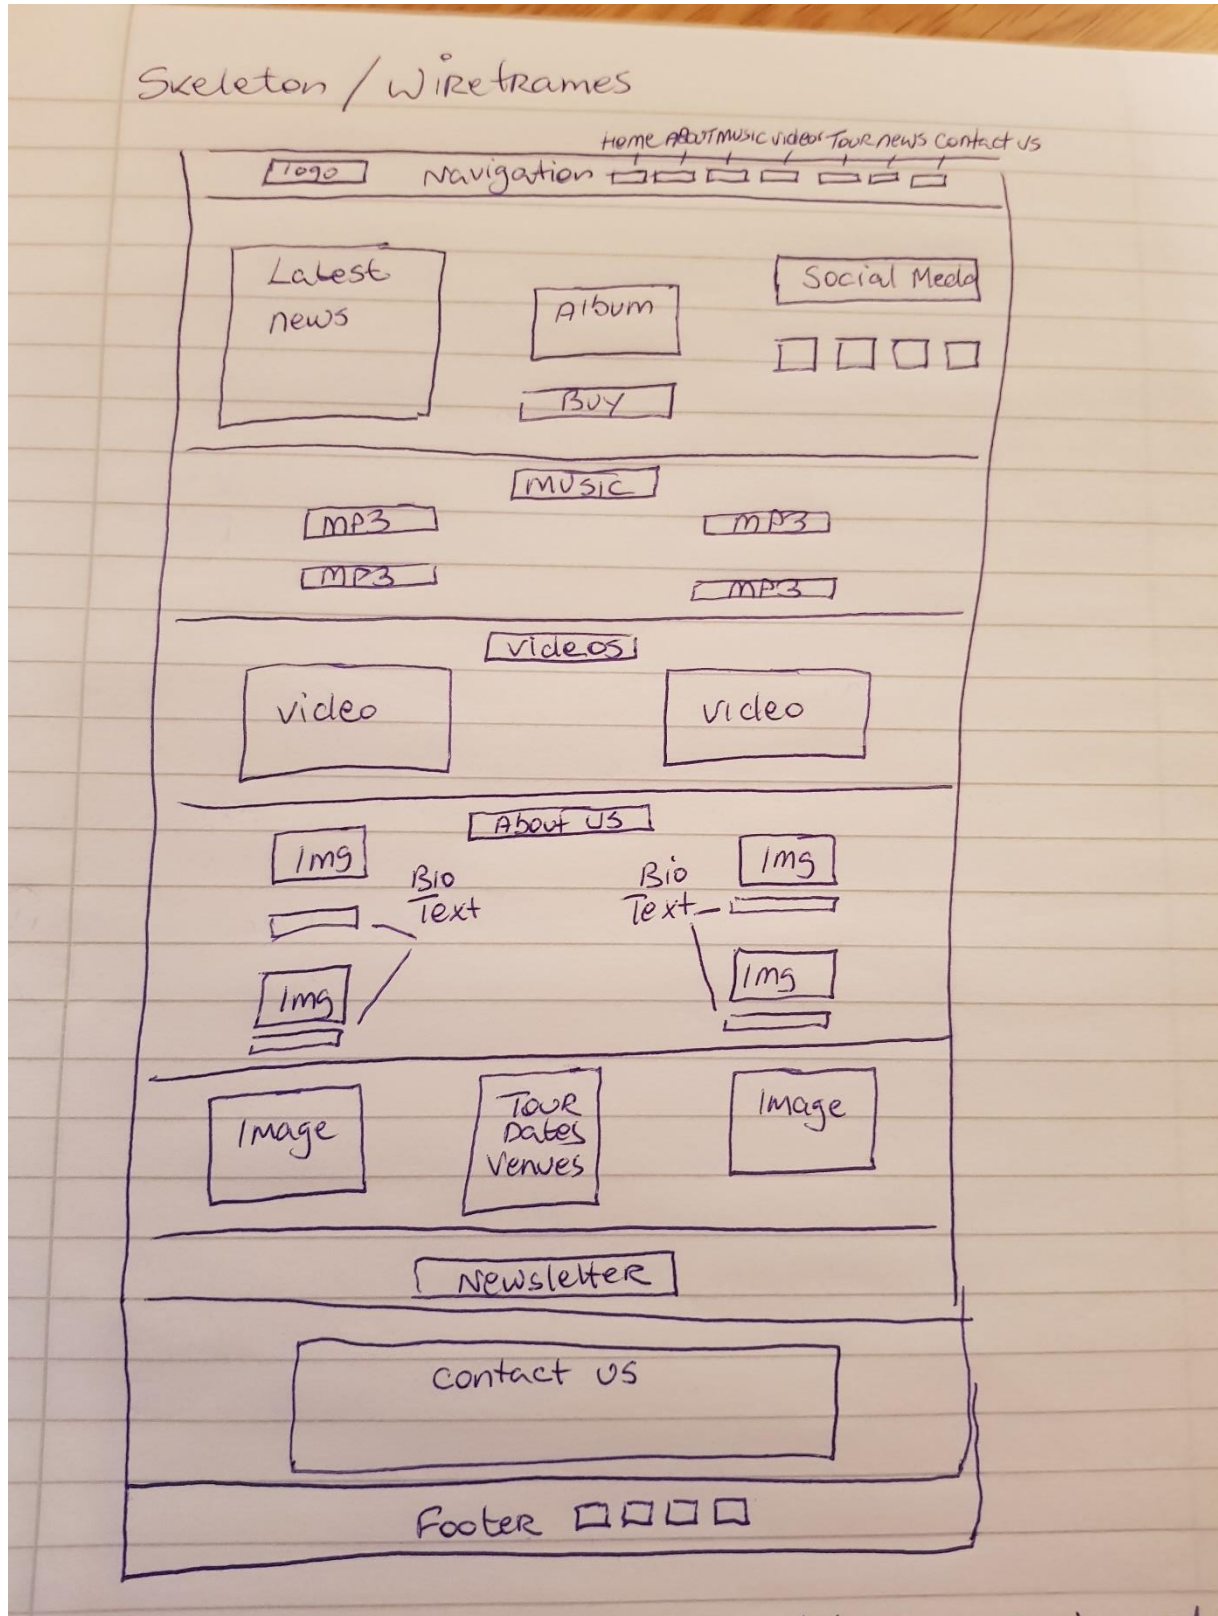 Skeleton / Wireframes
Home About Music Videos Tour news Contact us
logo Navigation
Latest
news
Album
Buy
Social Meda
Music
MP3 MP3
MP3 MP3
Videos
video video
About us
Img Img
Bio
Text
Bio
Text
Img Img
Image
Tour
Dates
Venues
Image
Newsletter
Contact us
Footer